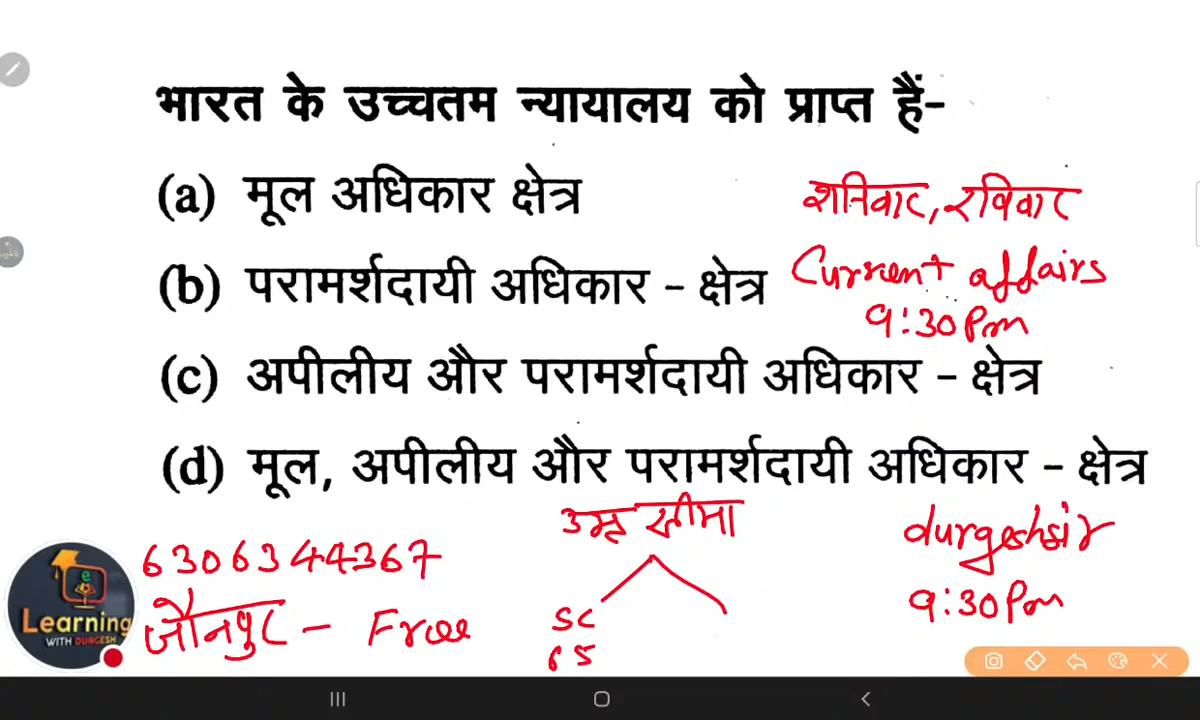 भारत के उच्चतम न्यायालय को प्राप्त हैं-
(a) मूल अधिकार क्षेत्र
शनिवार, रविवार
(b) परामर्शदायी अधिकार - क्षेत्र
Current affairs
9:30 Pm
(c) अपीलीय और परामर्शदायी अधिकार - क्षेत्र
(d) मूल, अपीलीय और परामर्शदायी अधिकार - क्षेत्र
उम्र सीमा
durgeshsir
6306344367
9:30 Pm
जौनपुर - Free
SC
65
e
Learning
WITH DURGESH